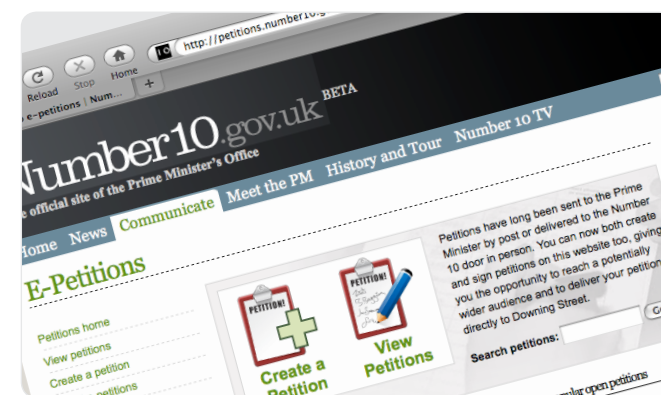 http://petitions.number10.g
Reload Stop Home
e-petitions | Num...
Number10.gov.uk BETA
official site of the Prime Minister's Office
Home News Communicate Meet the PM History and Tour Number 10 TV
E-Petitions
Petitions home
View petitions
Create a petition
petitions
PETITION!
Create a
Petition
PETITION!
View
Petitions
Petitions have long been sent to the Prime
Minister by post or delivered to the Number
10 door in person. You can now both create
and sign petitions on this website too, giving
you the opportunity to reach a potentially
wider audience and to deliver your petition
directly to Downing Street.
Search petitions:
open petitions